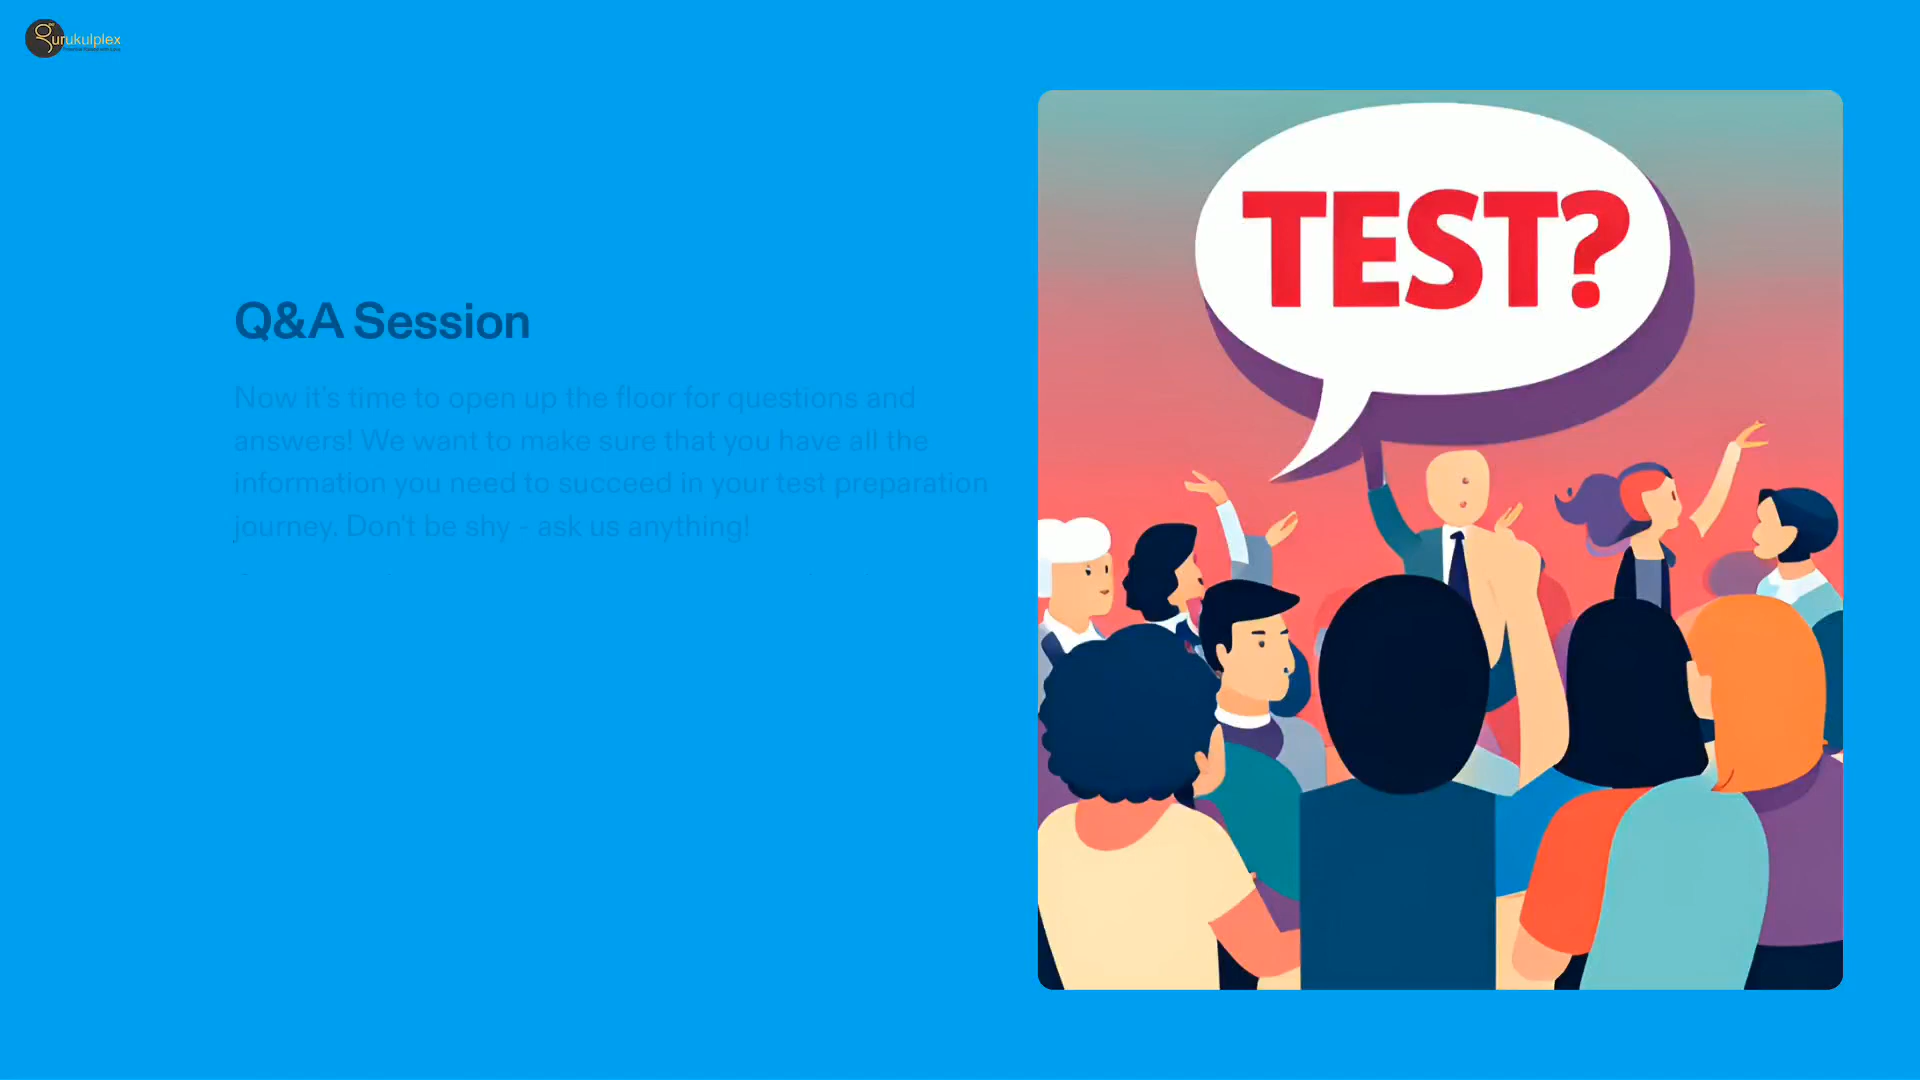 gurukulplex
TEST?
Q&A Session
Now it's time to open up the floor for questions and
answers! We want to make sure that you have all the
information you need to succeed in your test preparation
journey. Don't be shy - ask us anything!